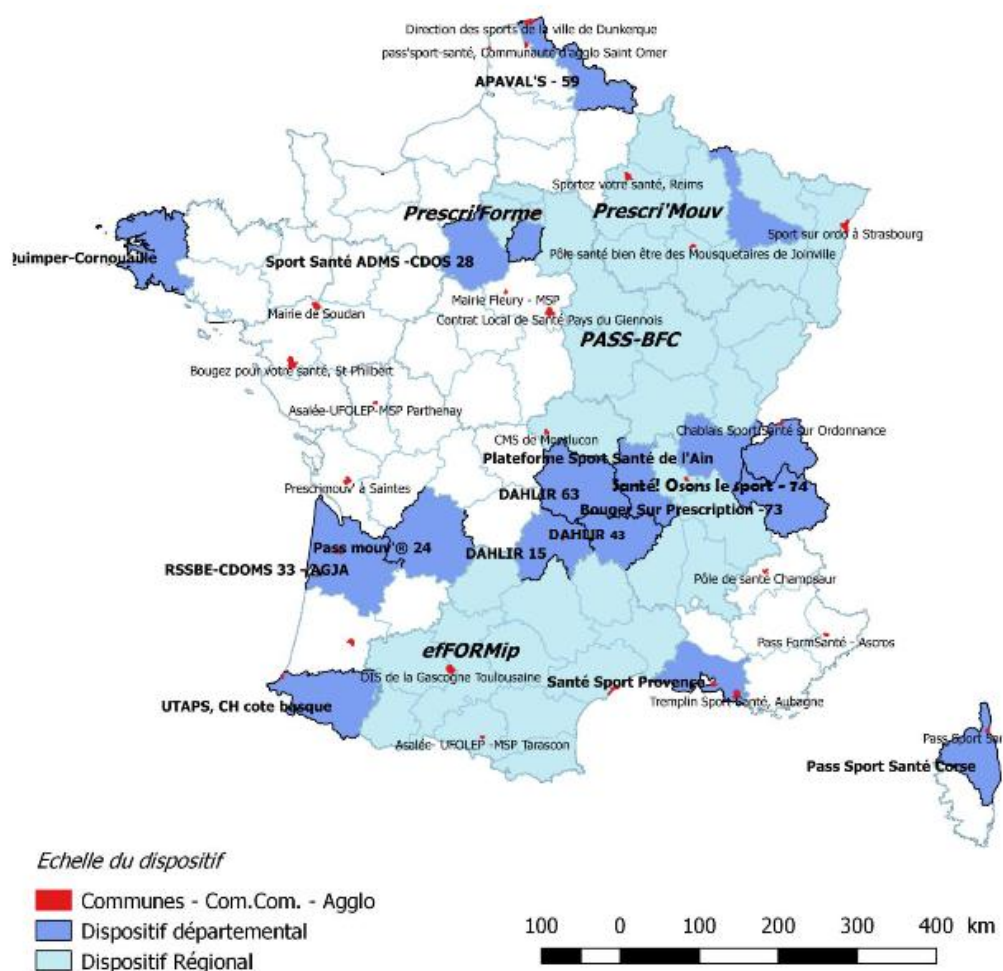 Direction des sports de la ville de Dunkerque
pass'sport-santé, Communauté d'agglo Saint Omer
APAVAL'S - 59
Sportez votre santé, Reims
Prescri'Forme
Prescri'Mouv
Sport sur ordo à Strasbourg
Quimper-Cornouaille
Sport Santé ADMS -CDOS 28
Pôle santé bien être des Mousquetaires de Joinville
Mairie Fleury - MSP
Mairie de Soudan
Contrat Local de Santé Pays du Giennois
PASS-BFC
Bougez pour votre santé, St Philbert
Asalée-UFOLEP-MSP Parthenay
Chablais Sport Santé sur Ordonnance
CMS de Montlucon
Plateforme Sport Santé de l'Ain
Prescrimouv' à Saintes
DAHLIR 63
Santé! Osons le sport - 74
Bouger Sur Prescription -73
DAHLIR 43
Pass mouv'® 24
DAHLIR 15
RSSBE-CDOMS 33 - AGJA
Pôle de santé Champsaur
Pass FormSanté - Ascros
efFORMip
DIS de la Gascogne Toulousaine
Santé Sport Provence
Tremplin Sport Santé, Aubagne
UTAPS, CH cote basque
Asalée- UFOLEP -MSP Tarascon
Pass Sport
Pass Sport Santé Corse
Echelle du dispositif
Communes - Com.Com. - Agglo
Dispositif départemental
Dispositif Régional
100 0 100 200 300 400 km